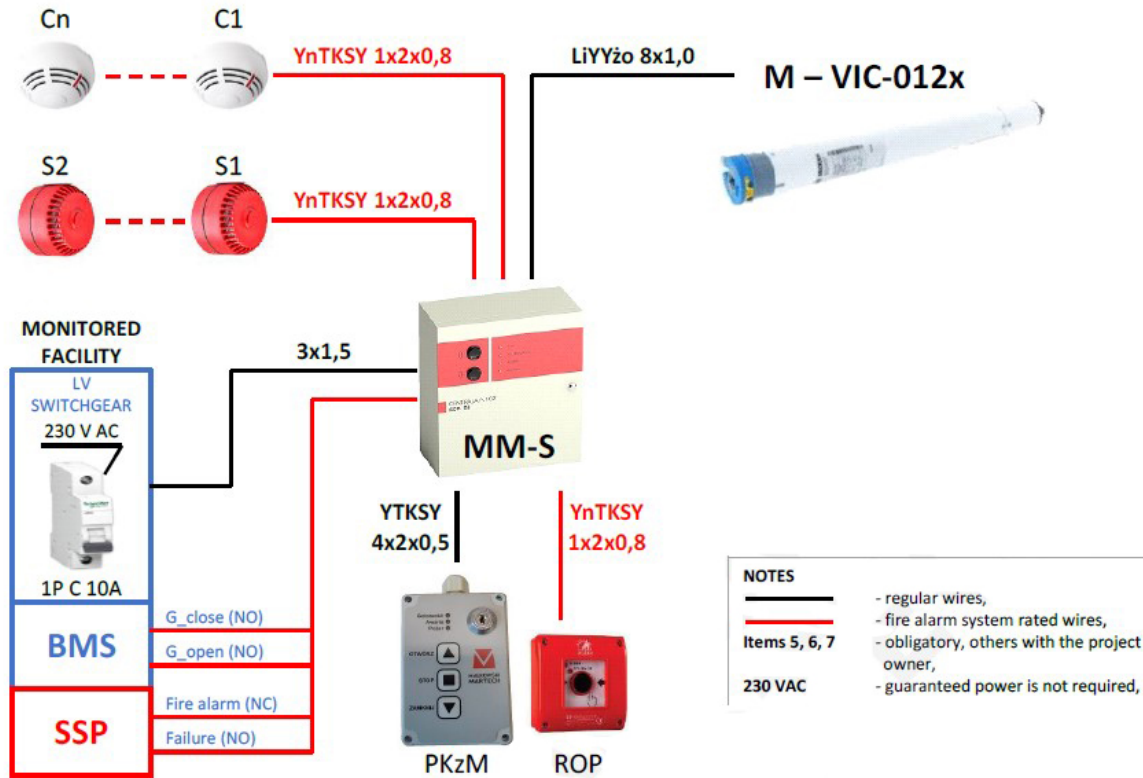 Cn
C1
YnTKSY 1x2x0,8
LiYYżo 8x1,0
M – VIC-012x
S2
S1
YnTKSY 1x2x0,8
MONITORED
FACILITY
LV
SWITCHGEAR
230 V AC
3x1,5
MM-S
1P C 10A
YTKSY
4x2x0,5
YnTKSY
1x2x0,8
BMS
G_close (NO)
G_open (NO)
SSP
Fire alarm (NC)
Failure (NO)
OTWÓRZ
STOP
ZAMKNIJ
PKzM
ROP
NOTES
- regular wires,
- fire alarm system rated wires,
Items 5, 6, 7 - obligatory, others with the project
owner,
230 VAC - guaranteed power is not required,